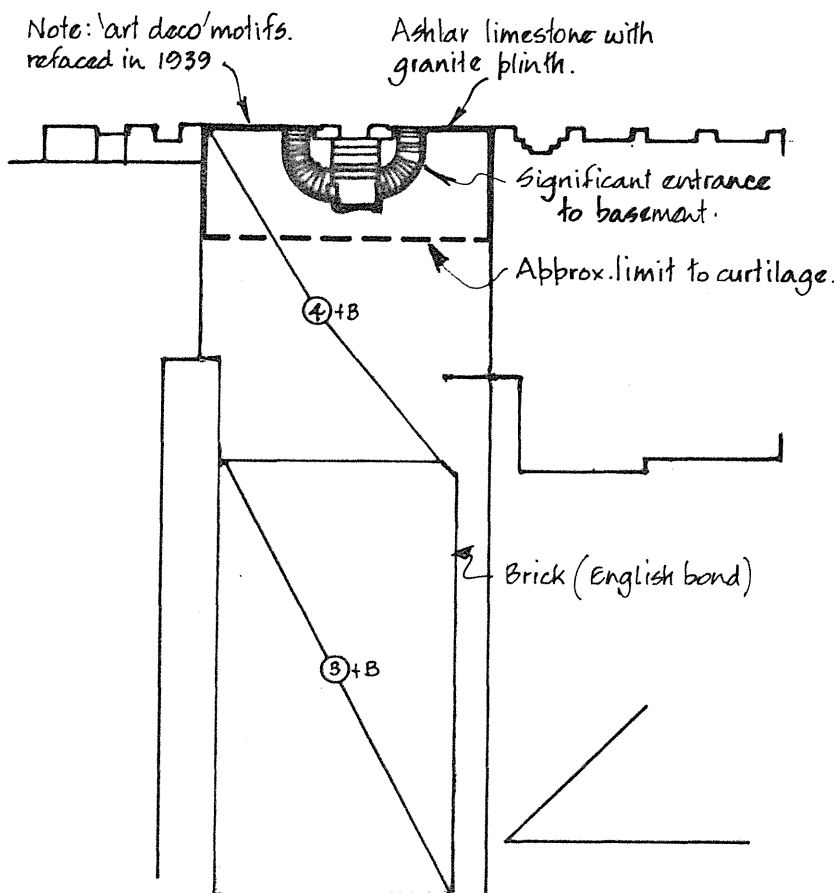 Note: 'art deco' motifs.
refaced in 1939
Ashlar limestone with
granite plinth.
Significant entrance
to basement.
Approx. limit to curtilage.
4 +B
Brick (English bond)
3 +B